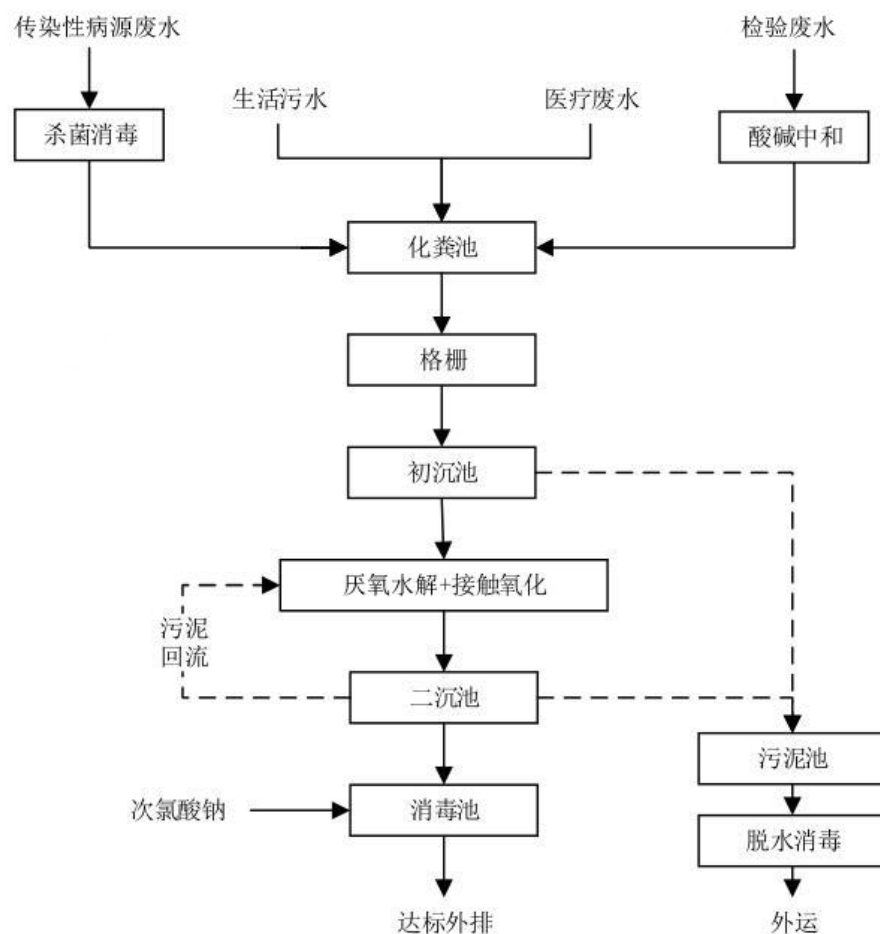 传染性病源废水
检验废水
生活污水
医疗废水
杀菌消毒
酸碱中和
化粪池
格栅
初沉池
厌氧水解+接触氧化
污泥
回流
二沉池
污泥池
次氯酸钠
消毒池
脱水消毒
达标外排
外运